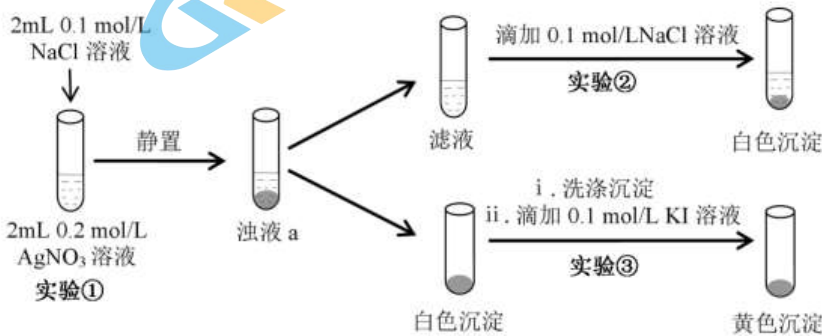 2mL 0.1 mol/L
NaCl 溶液
2mL 0.2 mol/L
AgNO₃ 溶液
实验①
静置
浊液 a
滤液
滴加 0.1 mol/LNaCl 溶液
实验②
白色沉淀
白色沉淀
ⅰ.洗涤沉淀
ⅱ.滴加 0.1 mol/L KI 溶液
实验③
黄色沉淀